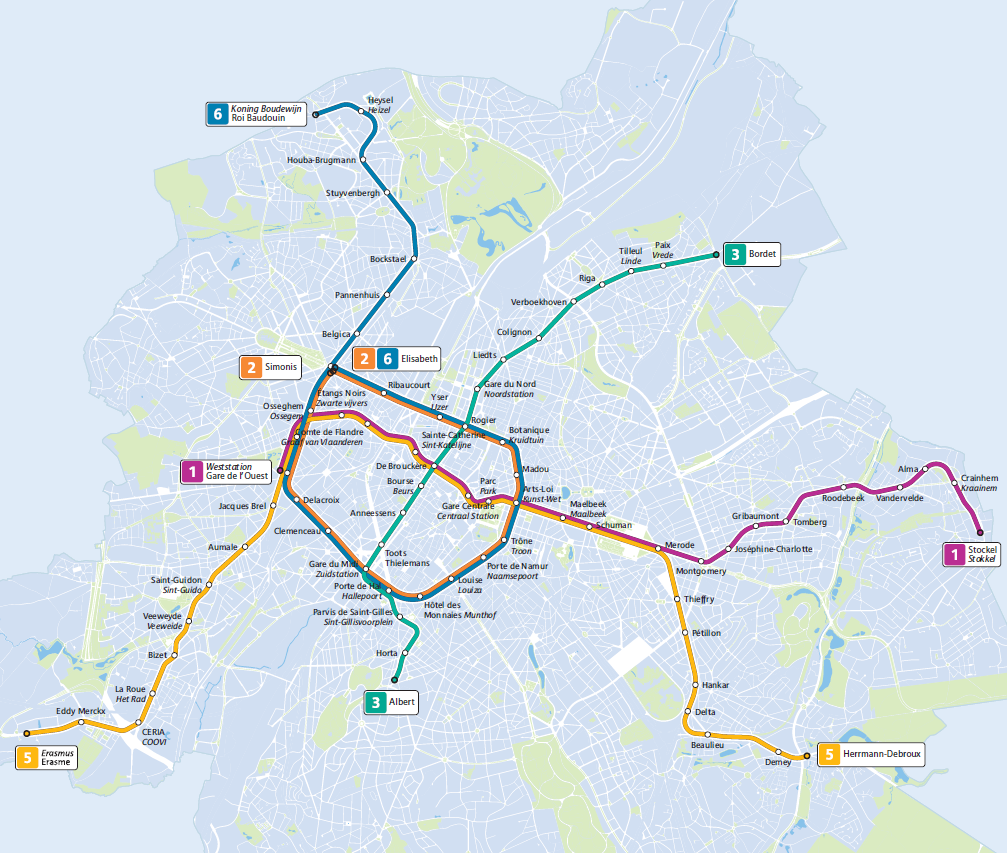 Heysel
Heizel
6
Koning Boudewijn
Roi Baudouin
Houba-Brugmann
Stuyvenbergh
Bockstael
Pannenhuis
Belgica
Tilleul
Linde
Paix
Vrede
3
Bordet
Riga
Verboekhoven
Colignon
Liedts
2
Simonis
2
6
Elisabeth
Gare du Nord
Noordstation
Ribaucourt
Yser
IJzer
Rogier
Étangs Noirs
Zwarte vijvers
Osseghem
Ossegem
Comte de Flandre
Graaf van Vlaanderen
Sainte-Catherine
Sint-Katelijne
Botanique
Kruidtuin
De Brouckère
Madou
1
Weststation
Gare de l'Ouest
Bourse
Beurs
Parc
Park
Arts-Loi
Kunst-Wet
Gare Centrale
Centraal Station
Maelbeek
Maalbeek
Schuman
Delacroix
Jacques Brel
Anneessens
Clemenceau
Aumale
Trône
Troon
Merode
Montgomery
Joséphine-Charlotte
Gribaumont
Tomberg
Roodebeek
Vandervelde
Alma
Crainhem
Kraainem
1
Stockel
Stokkel
Toots
Thielemans
Gare du Midi
Zuidstation
Porte de Namur
Naamsepoort
Louise
Louiza
Porte de Hal
Hallepoort
Hôtel des
Monnaies Munthof
Parvis de Saint-Gilles
Sint-Gillisvoorplein
Horta
3
Albert
Saint-Guidon
Sint-Guido
Veeweyde
Veeweide
Bizet
La Roue
Het Rad
Eddy Merckx
CERIA
COOVI
5
Erasmus
Erasme
Thieffry
Pétillon
Hankar
Delta
Beaulieu
Demey
5
Herrmann-Debroux